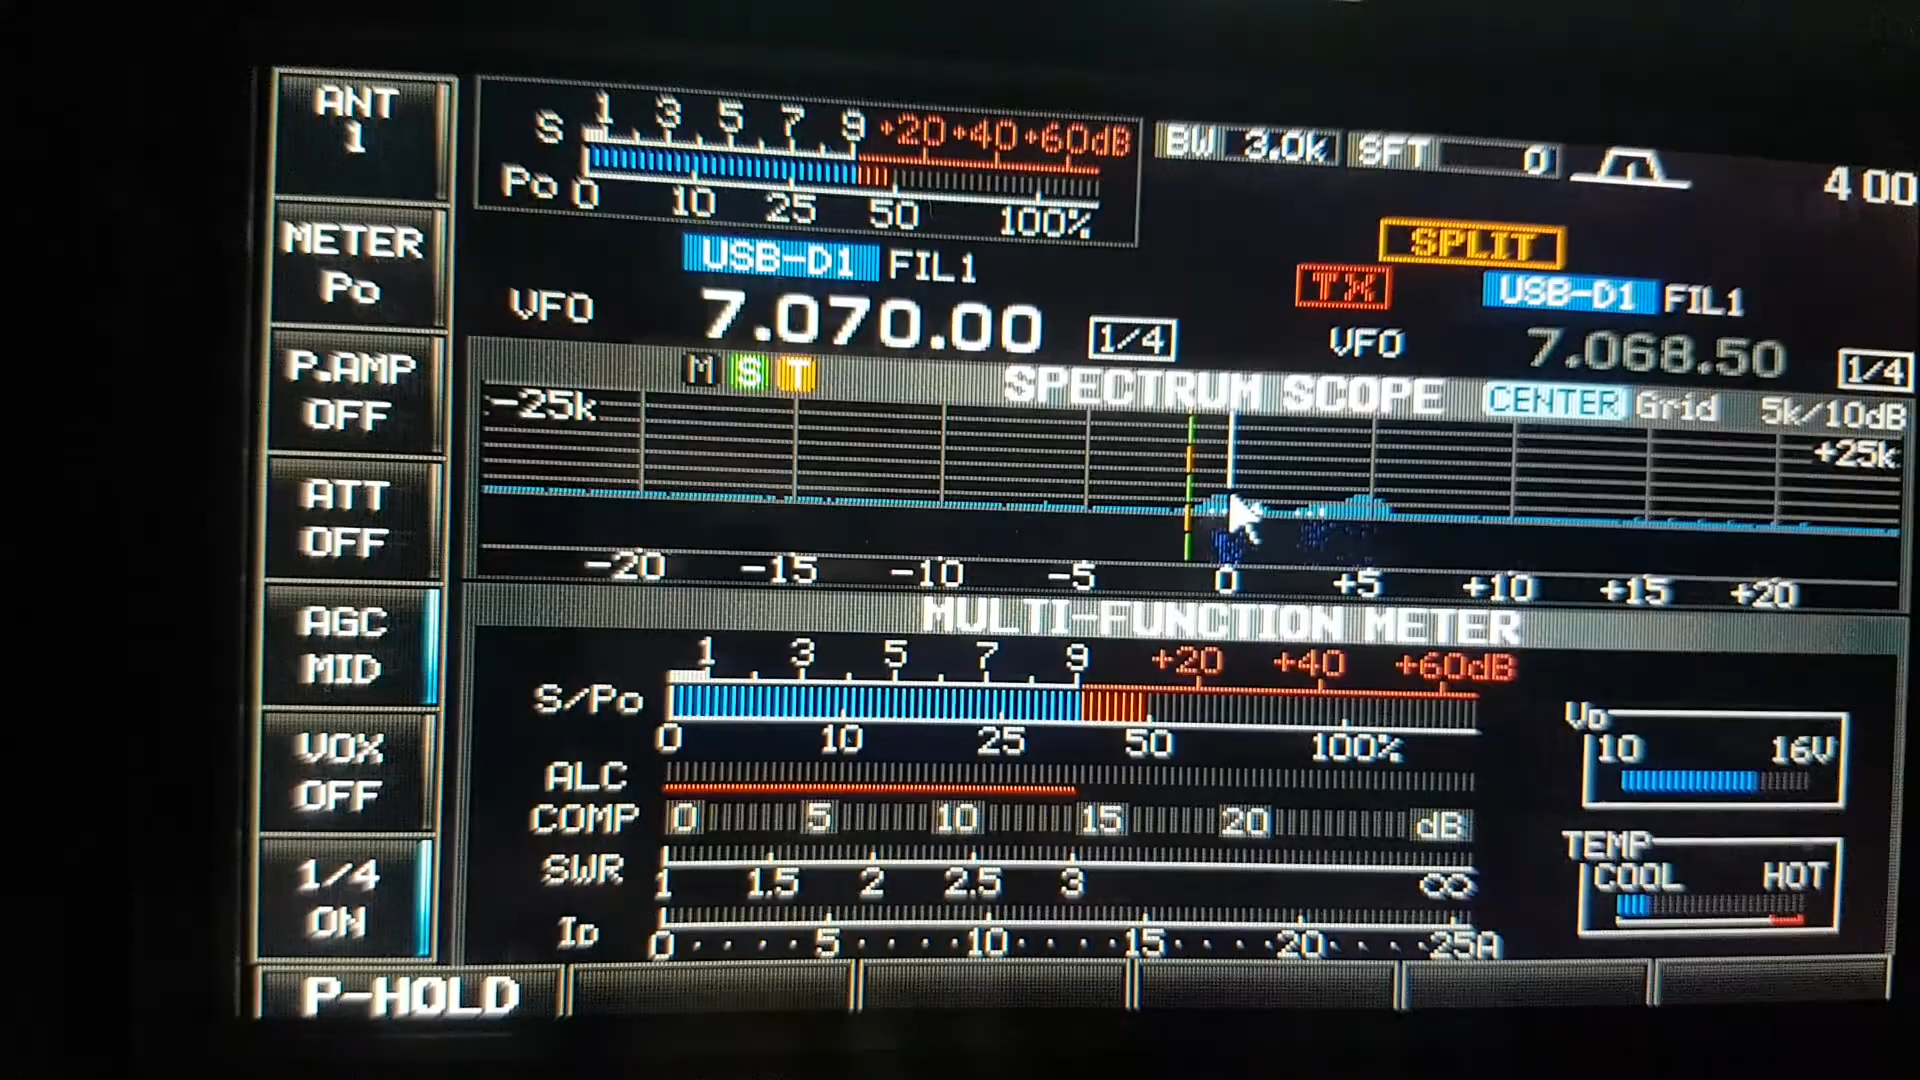 ANT
1
METER
Po
P.AMP
OFF
ATT
OFF
AGC
MID
VOX
OFF
1/4
ON
P-HOLD
S 1 3 5 7 9 +20 +40 +60dB
Po 0 10 25 50 100%
BW 3.0k SFT 0
4 00
USB-D1 FIL1
VFO 7.070.00 1/4
SPLIT
TX USB-D1 FIL1
VFO 7.068.50 1/4
M S T SPECTRUM SCOPE CENTER Grid 5k/10dB
-25k +25k
-20 -15 -10 -5 0 +5 +10 +15 +20
MULTI-FUNCTION METER
1 3 5 7 9 +20 +40 +60dB
S/Po
0 10 25 50 100%
ALC
COMP 0 5 10 15 20 dB
SWR
1 1.5 2 2.5 3 ∞
ID
0 5 10 15 20 25A
Vo
10 16V
TEMP
COOL HOT